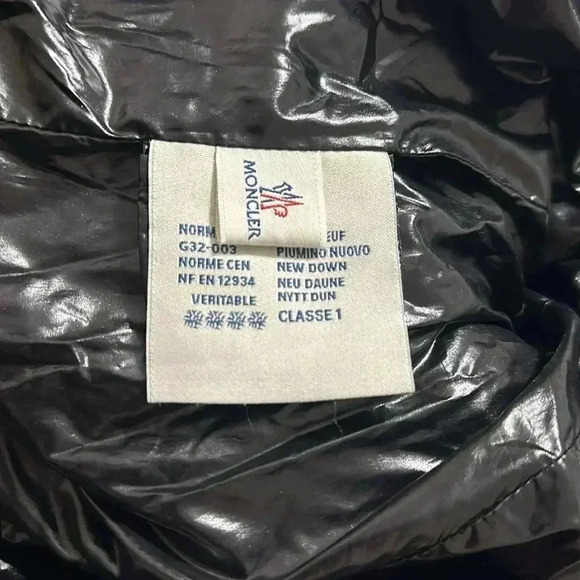 MONCLER
NORM EUF
G32-003 PIUMINO NUOVO
NORME CEN NEW DOWN
NF EN 12934 NEU DAUNE
VERITABLE NYTT DUN
CLASSE 1